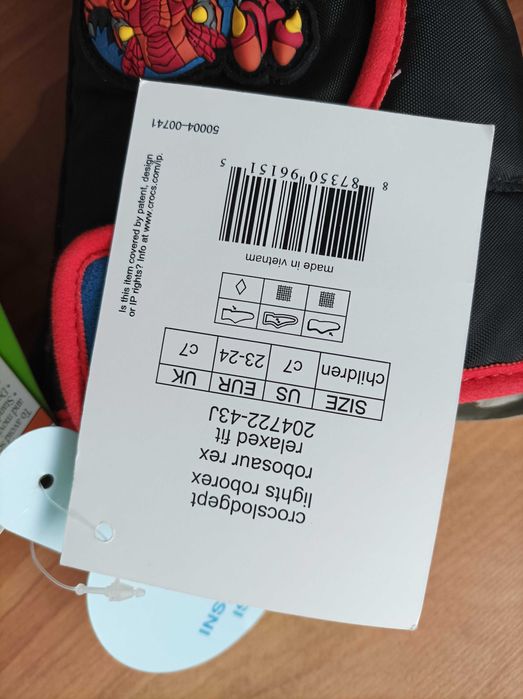 crocslodgept
lights roborex
robosaur rex
relaxed fit
204722-43J
SIZE US EUR UK
children c7 23-24 c7
made in vietnam
8 87350 96151 5
50004-00741
Is this item covered by patent, design
or IP rights? Info at www.crocs.com/ip.